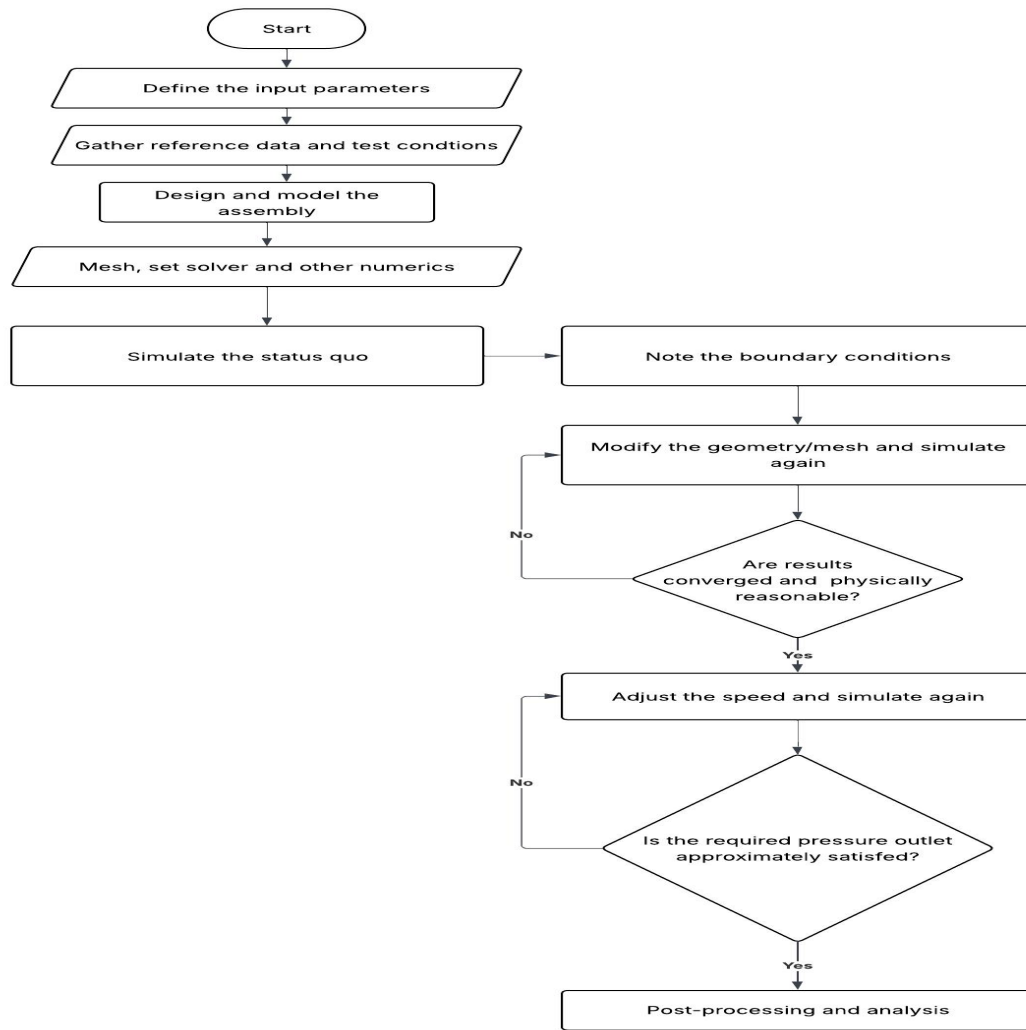 Start
Define the input parameters
Gather reference data and test condtions
Design and model the
assembly
Mesh, set solver and other numerics
Simulate the status quo
Note the boundary conditions
Modify the geometry/mesh and simulate
again
No
Are results
converged and physically
reasonable?
Yes
Adjust the speed and simulate again
No
Is the required pressure outlet
approximately satisfed?
Yes
Post-processing and analysis